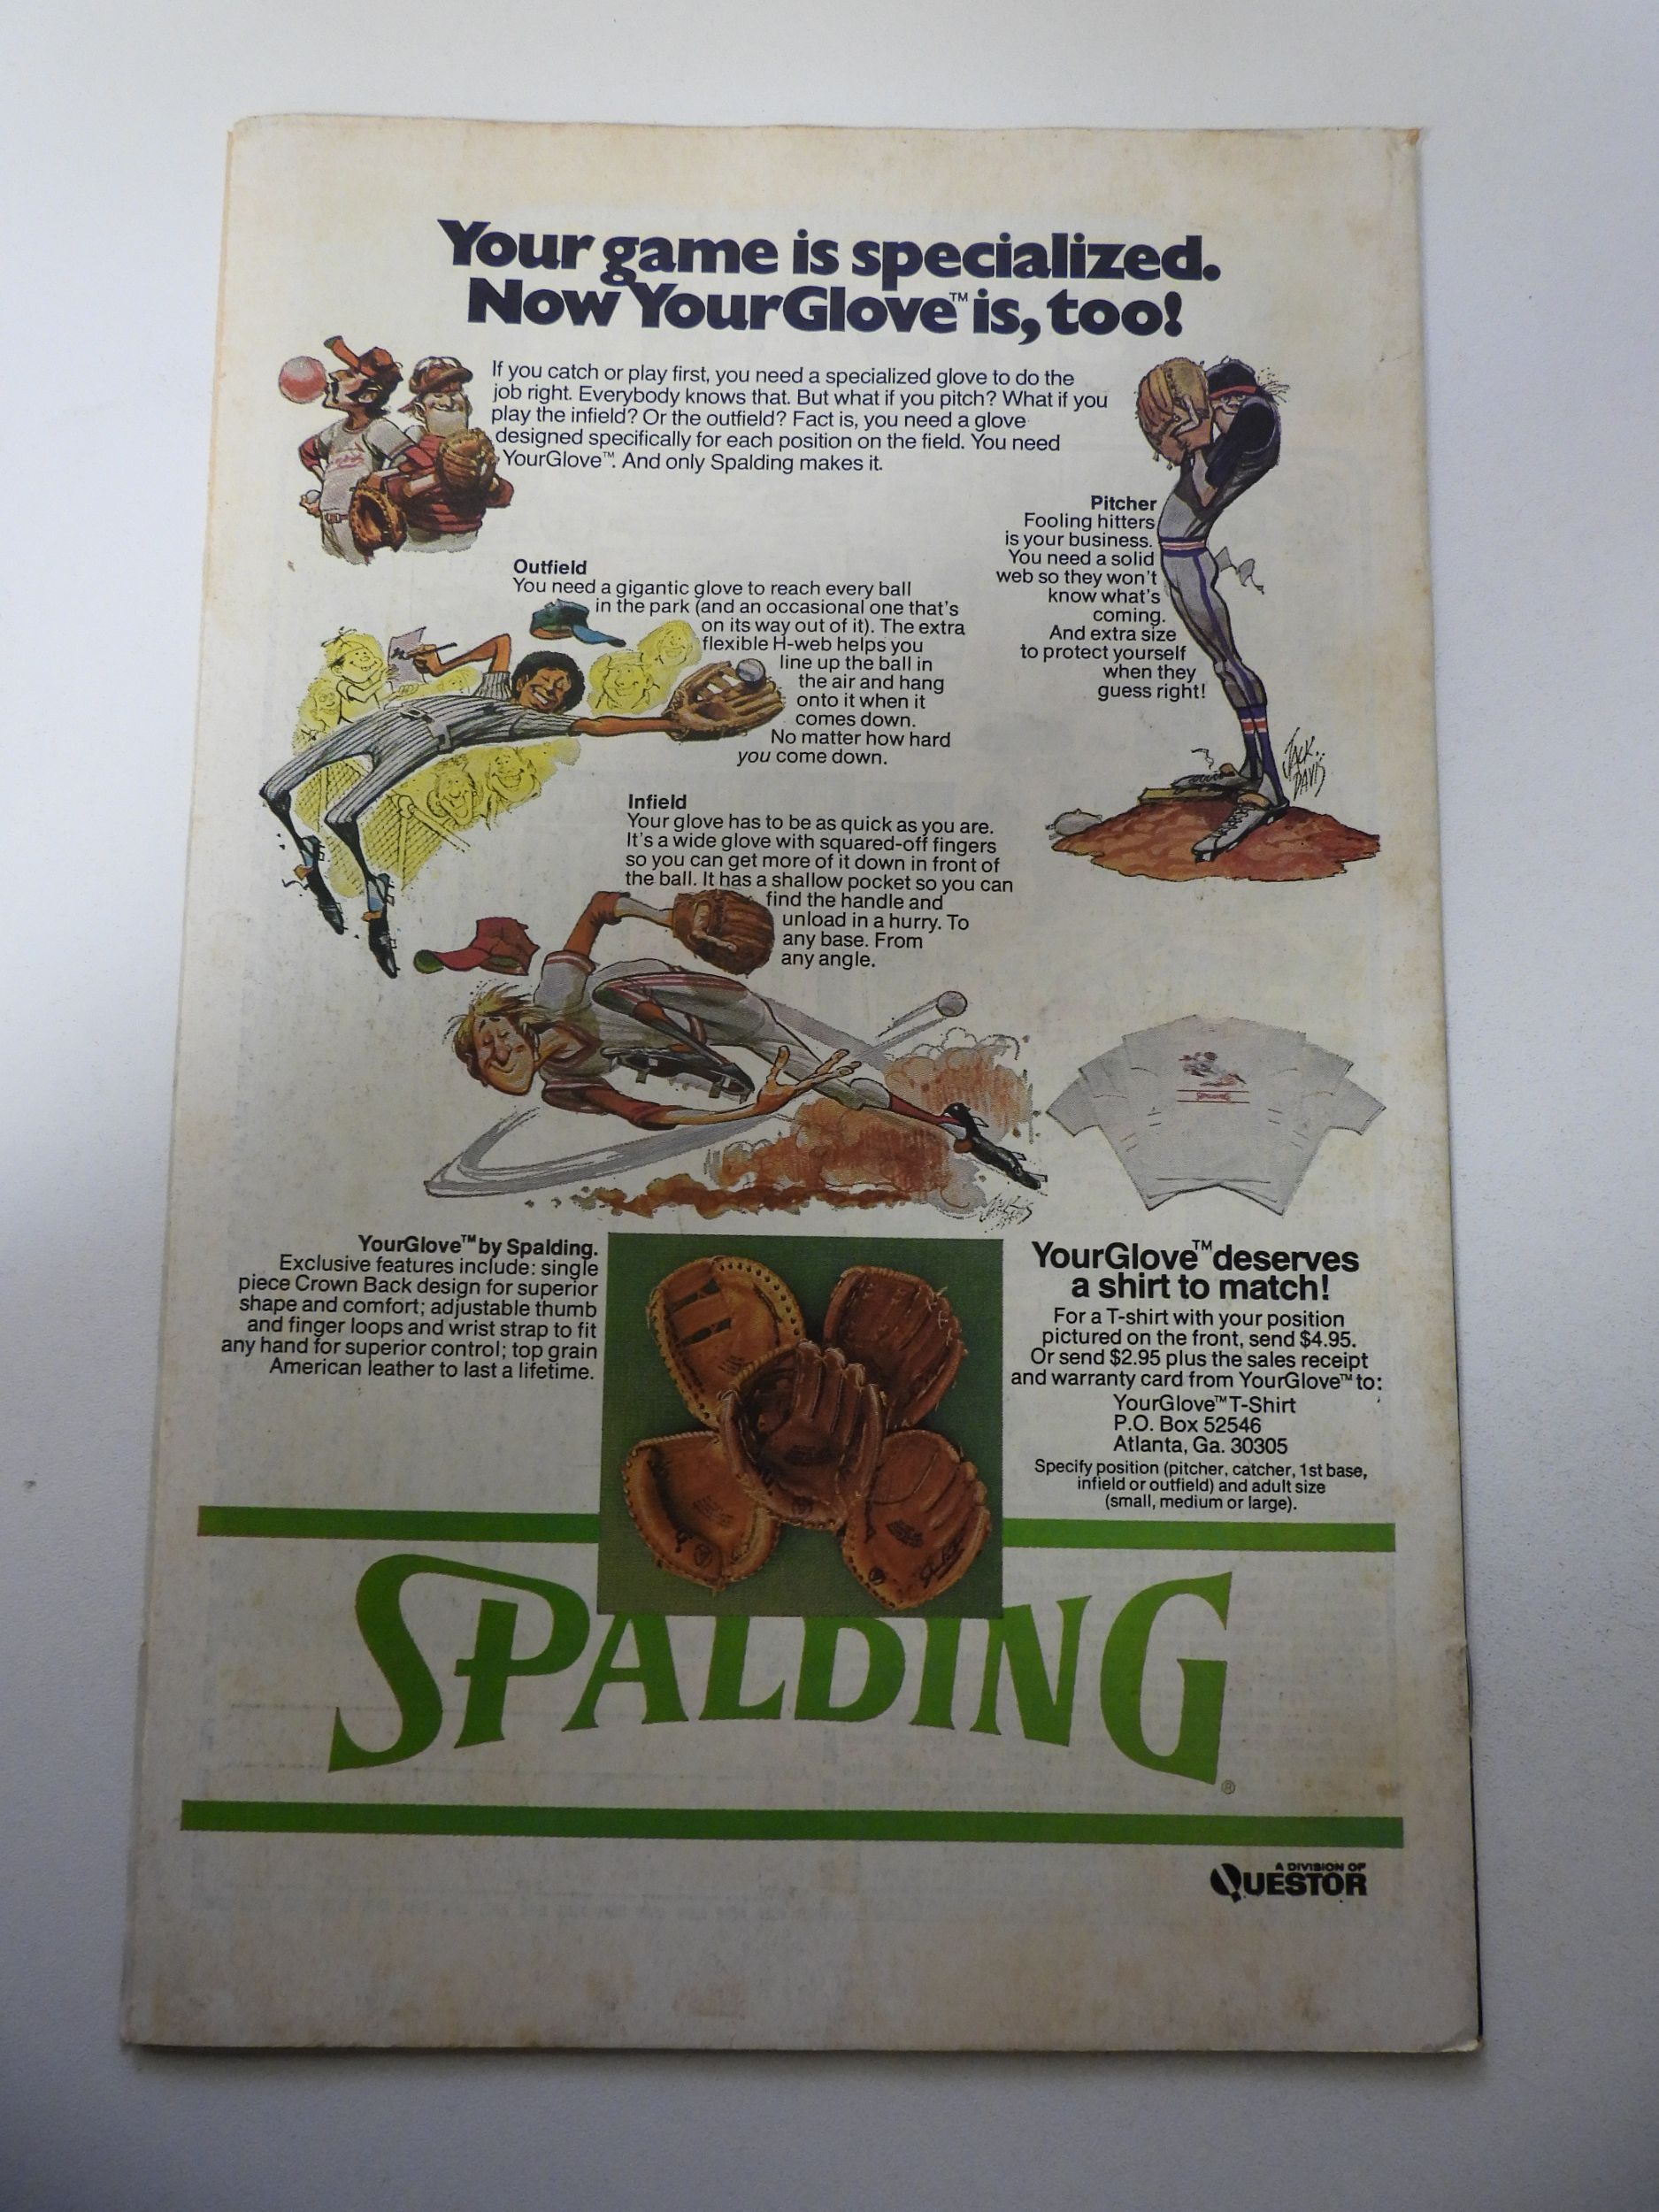 Your game is specialized.
Now YourGlove™ is, too!
If you catch or play first, you need a specialized glove to do the
job right. Everybody knows that. But what if you pitch? What if you
play the infield? Or the outfield? Fact is, you need a glove
designed specifically for each position on the field. You need
YourGlove™. And only Spalding makes it.
Pitcher
Fooling hitters
is your business.
You need a solid
web so they won't
know what's
coming.
And extra size
to protect yourself
when they
guess right!
JACK
DAVIS
Outfield
You need a gigantic glove to reach every ball
in the park (and an occasional one that's
on its way out of it). The extra
flexible H-web helps you
line up the ball in
the air and hang
onto it when it
comes down.
No matter how hard
you come down.
Infield
Your glove has to be as quick as you are.
It's a wide glove with squared-off fingers
so you can get more of it down in front of
the ball. It has a shallow pocket so you can
find the handle and
unload in a hurry. To
any base. From
any angle.
YourGlove™ by Spalding.
Exclusive features include: single
piece Crown Back design for superior
shape and comfort; adjustable thumb
and finger loops and wrist strap to fit
any hand for superior control; top grain
American leather to last a lifetime.
YourGlove™ deserves
a shirt to match!
For a T-shirt with your position
pictured on the front, send $4.95.
Or send $2.95 plus the sales receipt
and warranty card from YourGlove™ to:
YourGlove™ T-Shirt
P.O. Box 52546
Atlanta, Ga. 30305
Specify position (pitcher, catcher, 1st base,
infield or outfield) and adult size
(small, medium or large).
SPALDING®
A DIVISION OF
QUESTOR